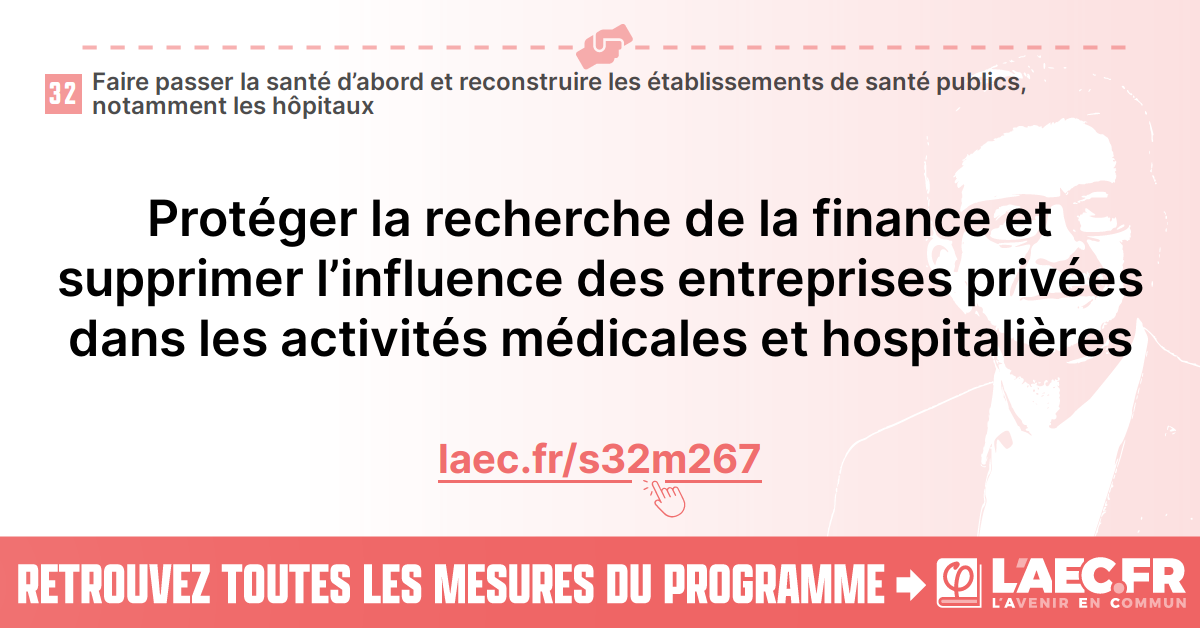 32
Faire passer la santé d’abord et reconstruire les établissements de santé publics,
notamment les hôpitaux
Protéger la recherche de la finance et
supprimer l’influence des entreprises privées
dans les activités médicales et hospitalières
laec.fr/s32m267
RETROUVEZ TOUTES LES MESURES DU PROGRAMME
φ
L’AEC.FR
L’AVENIR EN COMMUN